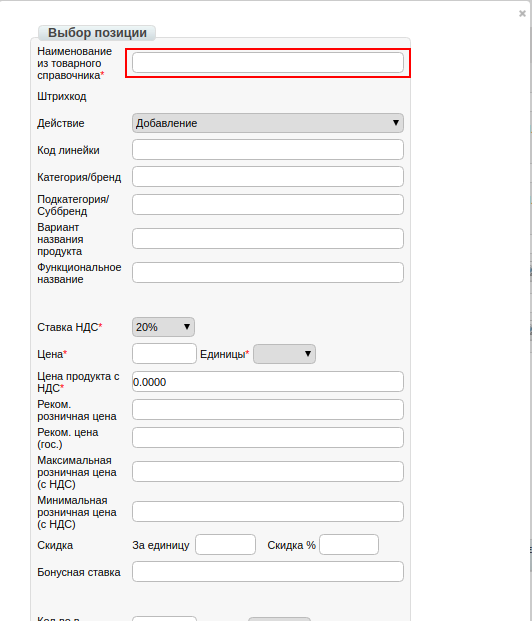 Выбор позиции
Наименование
из товарного
справочника*
Штрихкод
Действие Добавление
Код линейки
Категория/бренд
Подкатегория/
Суббренд
Вариант
названия
продукта
Функциональное
название
Ставка НДС* 20%
Цена* Единицы*
Цена продукта с
НДС* 0.0000
Реком.
розничная цена
Реком. цена
(гос.)
Максимальная
розничная цена
(с НДС)
Минимальная
розничная цена
(с НДС)
Скидка За единицу Скидка %
Бонусная ставка